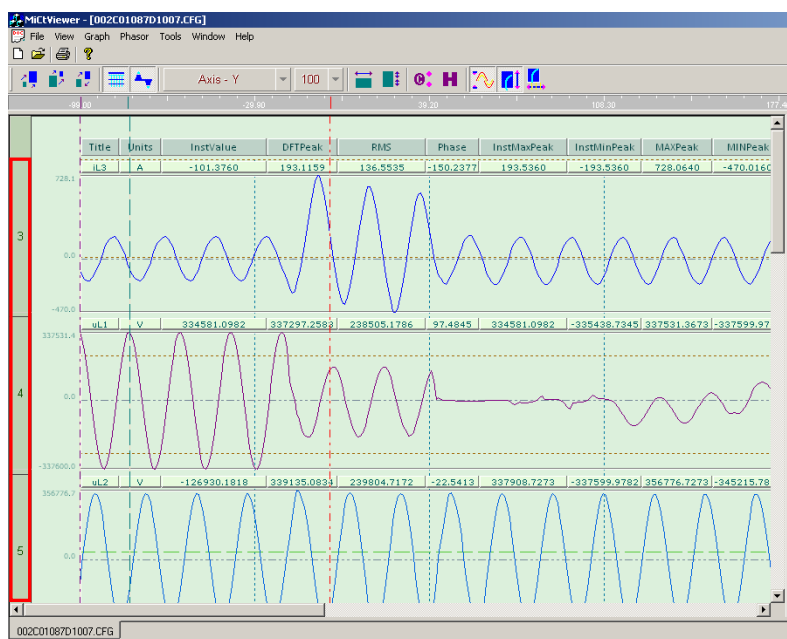 MiCtViewer - [002C01087D1007.CFG]
File View Graph Phasor Tools Window Help
Axis - Y 100
-99.00 -29.90 39.20 108.30 177.4
Title Units InstValue DFTPeak RMS Phase InstMaxPeak InstMinPeak MAXPeak MINPeak
iL3 A -101.3760 193.1159 136.5535 -150.2377 193.5360 -193.5360 728.0640 -470.0160
728.1
3
0.0
-470.0
uL1 V 334581.0982 337297.2583 238505.1786 97.4845 334581.0982 -335438.7345 337531.3673 -337599.97
337531.4
4
0.0
-337600.0
uL2 V -126930.1818 339135.0834 239804.7172 -22.5413 337908.7273 -337599.9782 356776.7273 -345215.78
356776.7
5
0.0
002C01087D1007.CFG